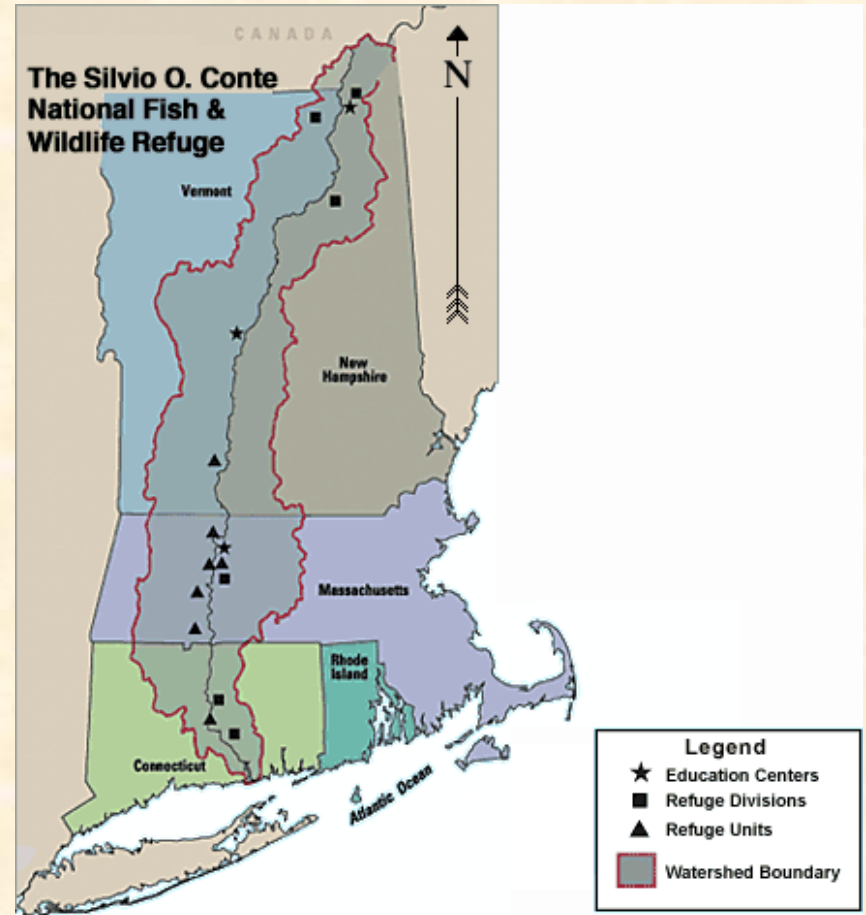 CANADA
The Silvio O. Conte
National Fish &
Wildlife Refuge
N
Vermont
New
Hampshire
Massachusetts
Rhode
Island
Connecticut
Atlantic Ocean
Legend
Education Centers
Refuge Divisions
Refuge Units
Watershed Boundary